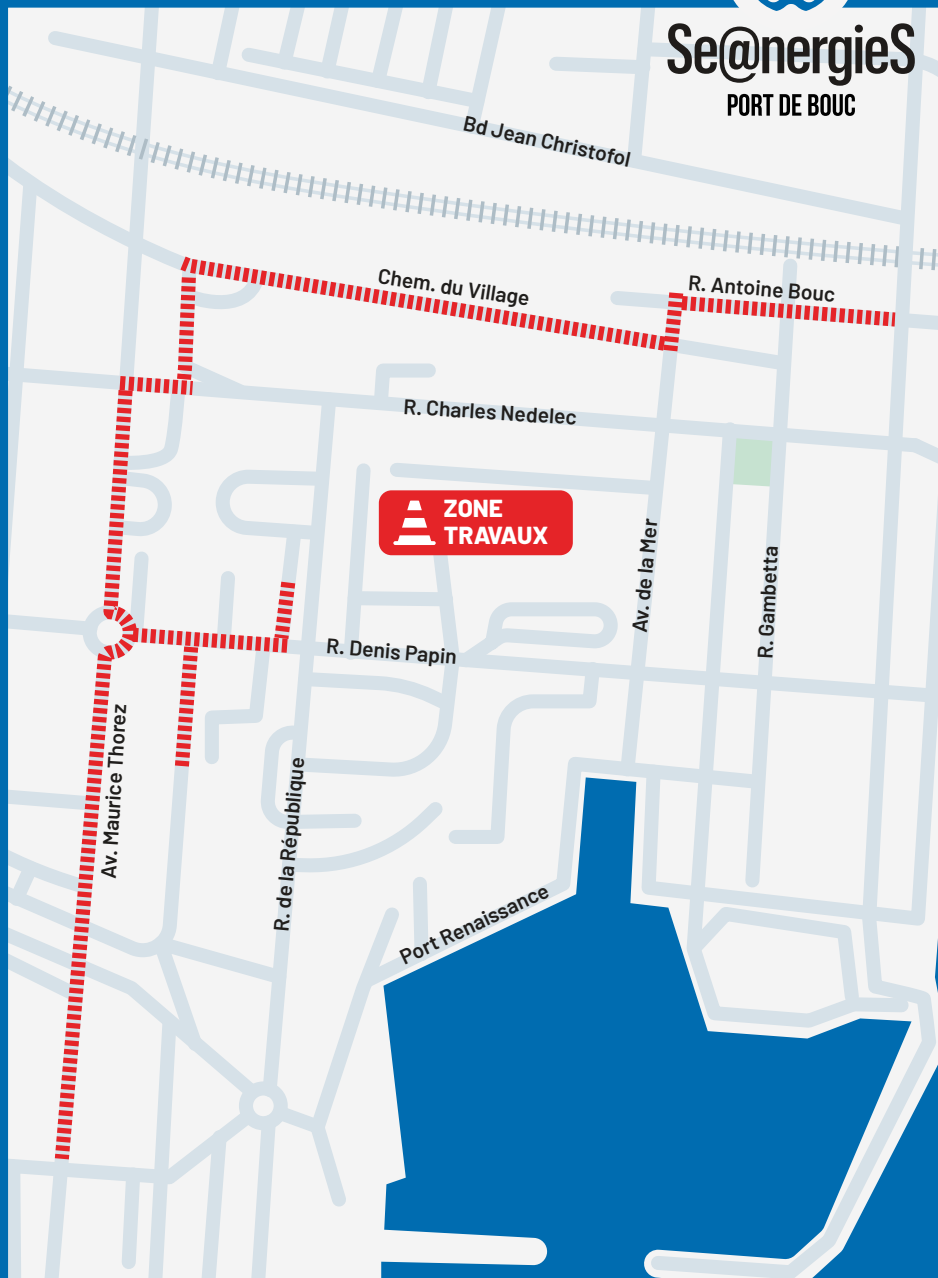 Se@nergieS
PORT DE BOUC
Bd Jean Christofol
Chem. du Village
R. Antoine Bouc
R. Charles Nedelec
ZONE
TRAVAUX
Av. de la Mer
R. Gambetta
R. Denis Papin
Av. Maurice Thorez
R. de la République
Port Renaissance